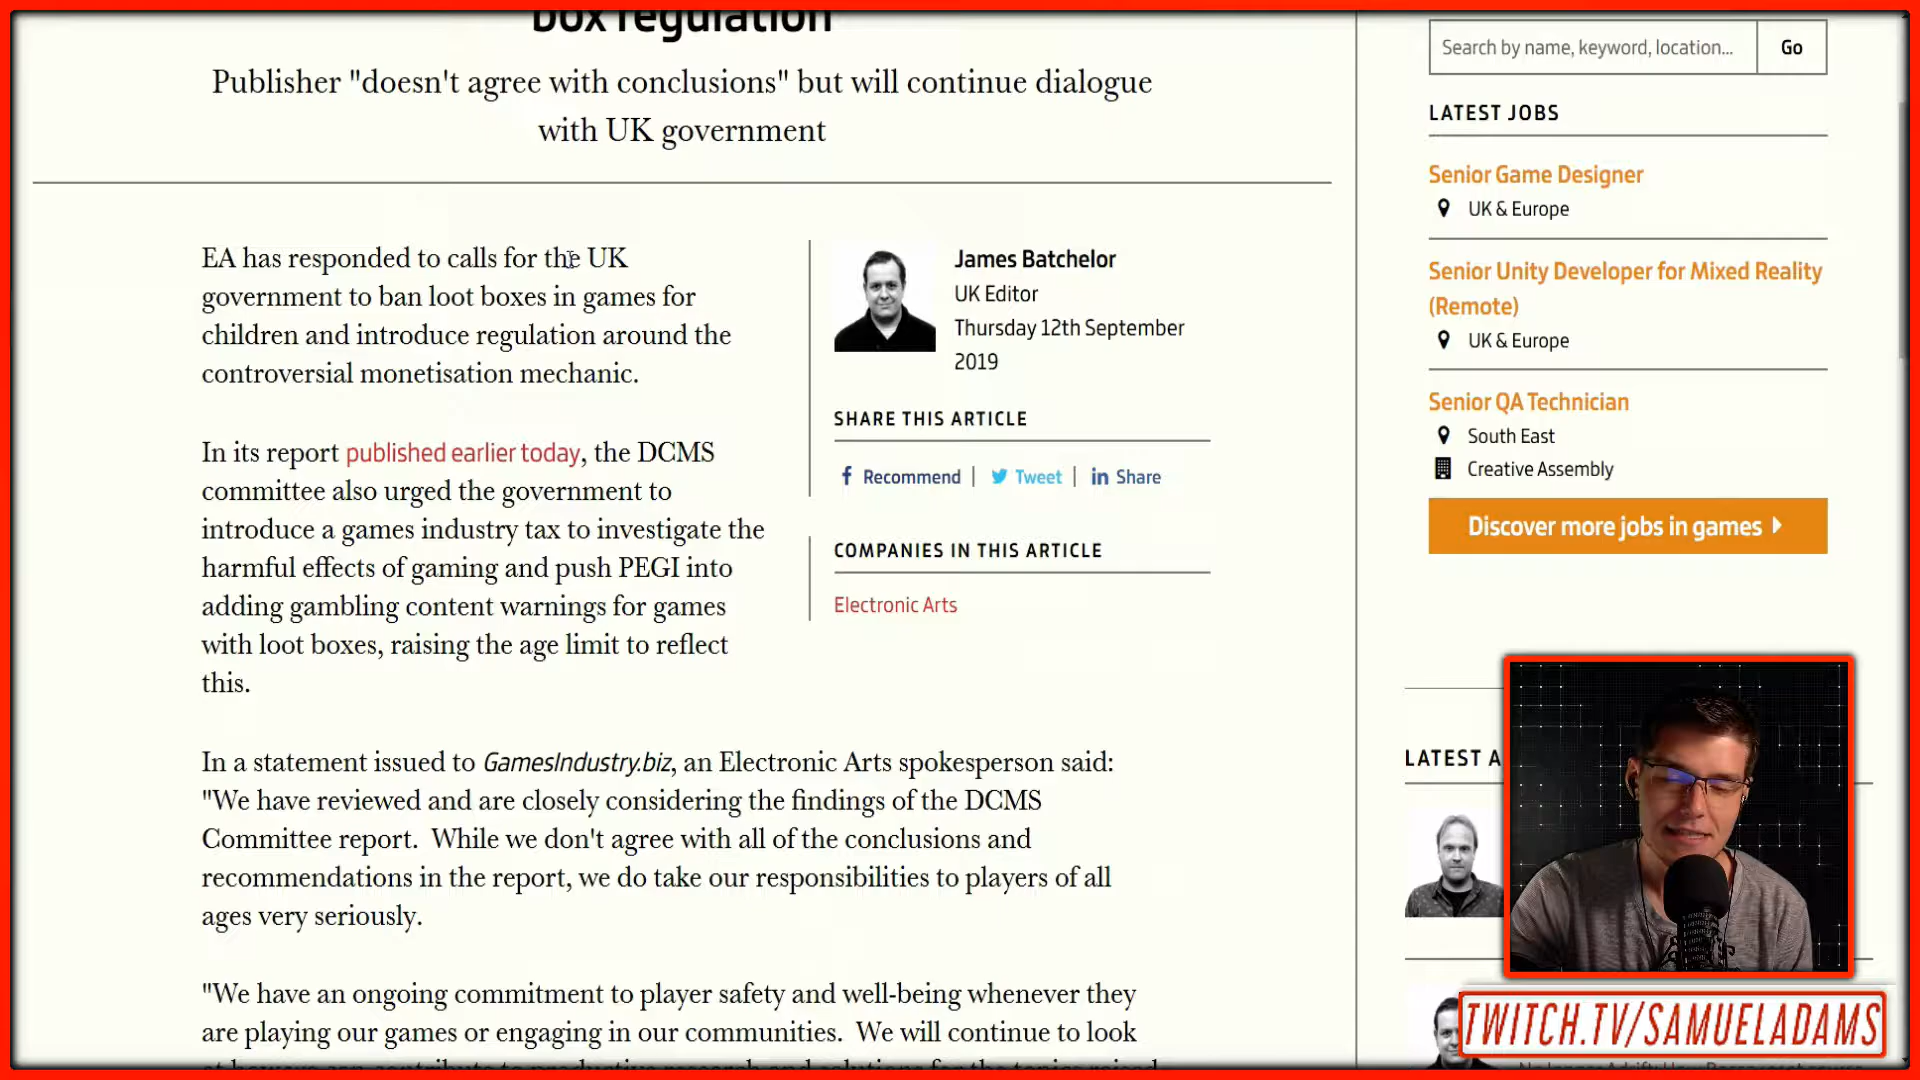 box regulation
Publisher "doesn't agree with conclusions" but will continue dialogue
with UK government
EA has responded to calls for the UK
government to ban loot boxes in games for
children and introduce regulation around the
controversial monetisation mechanic.
In its report published earlier today, the DCMS
committee also urged the government to
introduce a games industry tax to investigate the
harmful effects of gaming and push PEGI into
adding gambling content warnings for games
with loot boxes, raising the age limit to reflect
this.
In a statement issued to GamesIndustry.biz, an Electronic Arts spokesperson said:
"We have reviewed and are closely considering the findings of the DCMS
Committee report. While we don't agree with all of the conclusions and
recommendations in the report, we do take our responsibilities to players of all
ages very seriously.
"We have an ongoing commitment to player safety and well-being whenever they
are playing our games or engaging in our communities. We will continue to look
James Batchelor
UK Editor
Thursday 12th September
2019
SHARE THIS ARTICLE
Recommend
Tweet
Share
COMPANIES IN THIS ARTICLE
Electronic Arts
Search by name, keyword, location...
Go
LATEST JOBS
Senior Game Designer
UK & Europe
Senior Unity Developer for Mixed Reality
(Remote)
UK & Europe
Senior QA Technician
South East
Creative Assembly
Discover more jobs in games
LATEST A
TWITCH.TV/SAMUELADAMS